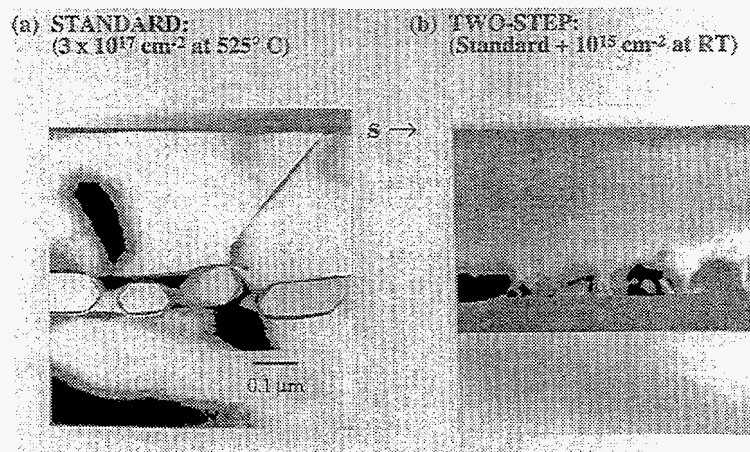 (a) STANDARD:
(3 x 10¹⁷ cm⁻² at 525° C)
(b) TWO-STEP:
(Standard + 10¹⁵ cm⁻² at RT)
s →
0.1 µm